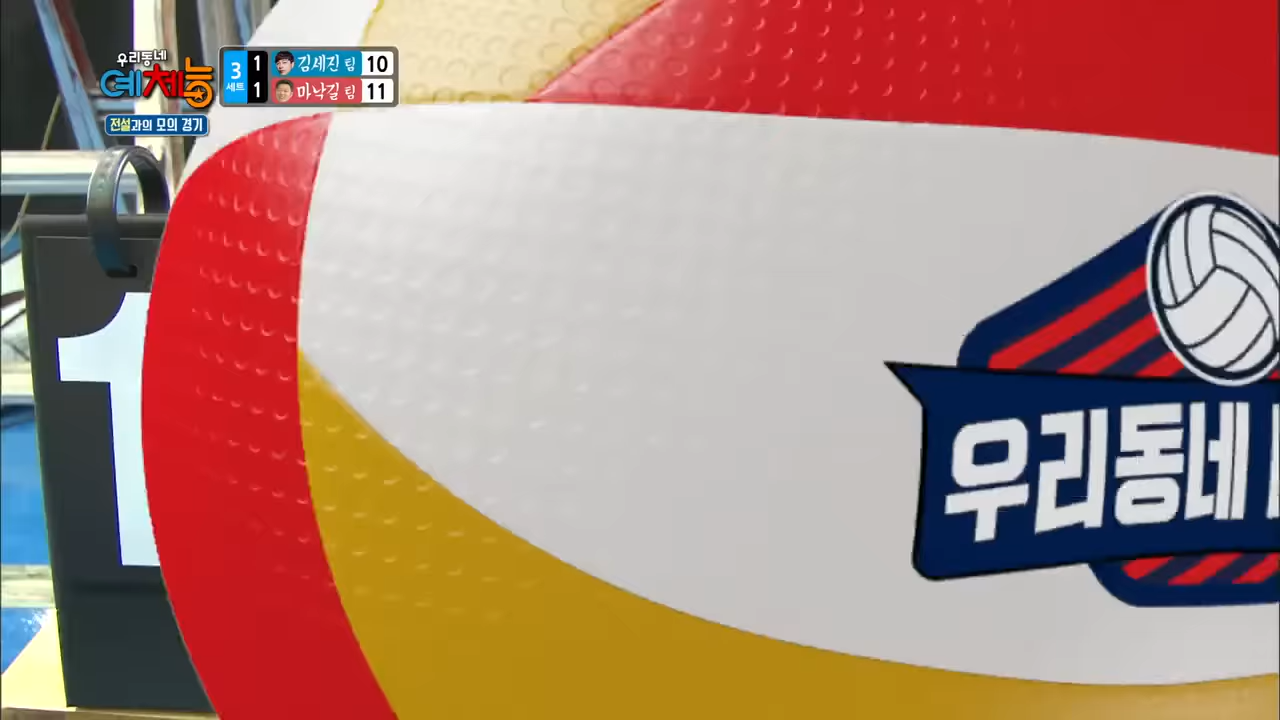 우리동네
예체능
전설과의 모의 경기
3
세트
1
1
김세진 팀 10
마낙길 팀 11
1
우리동네